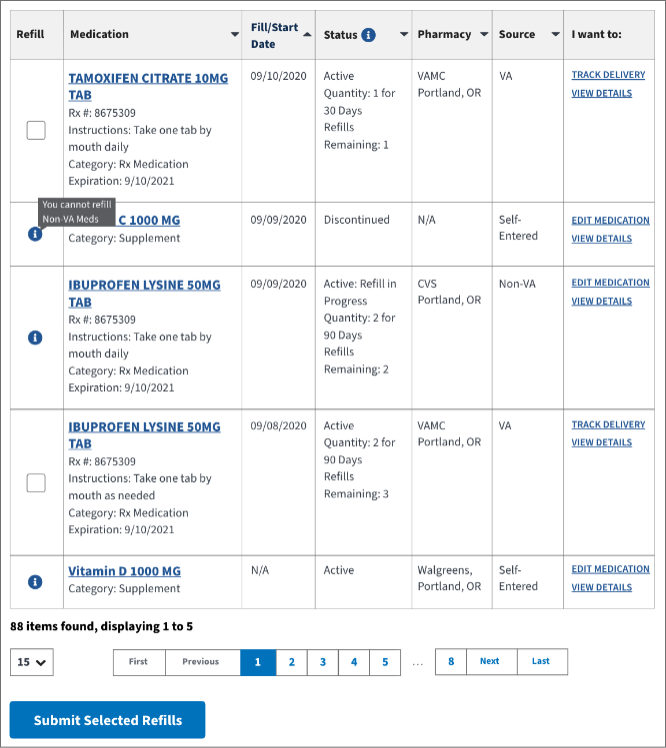 Refill Medication Fill/Start Date Status Pharmacy Source I want to:
TAMOXIFEN CITRATE 10MG
TAB
Rx #: 8675309
Instructions: Take one tab by
mouth daily
Category: Rx Medication
Expiration: 9/10/2021
09/10/2020
Active
Quantity: 1 for
30 Days
Refills
Remaining: 1
VAMC
Portland, OR
VA
TRACK DELIVERY
VIEW DETAILS
You cannot refill
Non-VA Meds
C 1000 MG
Category: Supplement
09/09/2020
Discontinued
N/A
Self-
Entered
EDIT MEDICATION
VIEW DETAILS
IBUPROFEN LYSINE 50MG
TAB
Rx #: 8675309
Instructions: Take one tab by
mouth daily
Category: Rx Medication
Expiration: 9/10/2021
09/09/2020
Active: Refill in
Progress
Quantity: 2 for
90 Days
Refills
Remaining: 2
CVS
Portland, OR
Non-VA
EDIT MEDICATION
VIEW DETAILS
IBUPROFEN LYSINE 50MG
TAB
Rx #: 8675309
Instructions: Take one tab by
mouth as needed
Category: Rx Medication
Expiration: 9/10/2021
09/08/2020
Active
Quantity: 2 for
90 Days
Refills
Remaining: 3
VAMC
Portland, OR
VA
TRACK DELIVERY
VIEW DETAILS
Vitamin D 1000 MG
Category: Supplement
N/A
Active
Walgreens,
Portland, OR
Self-
Entered
EDIT MEDICATION
VIEW DETAILS
88 items found, displaying 1 to 5
15 First Previous 1 2 3 4 5 ... 8 Next Last
Submit Selected Refills